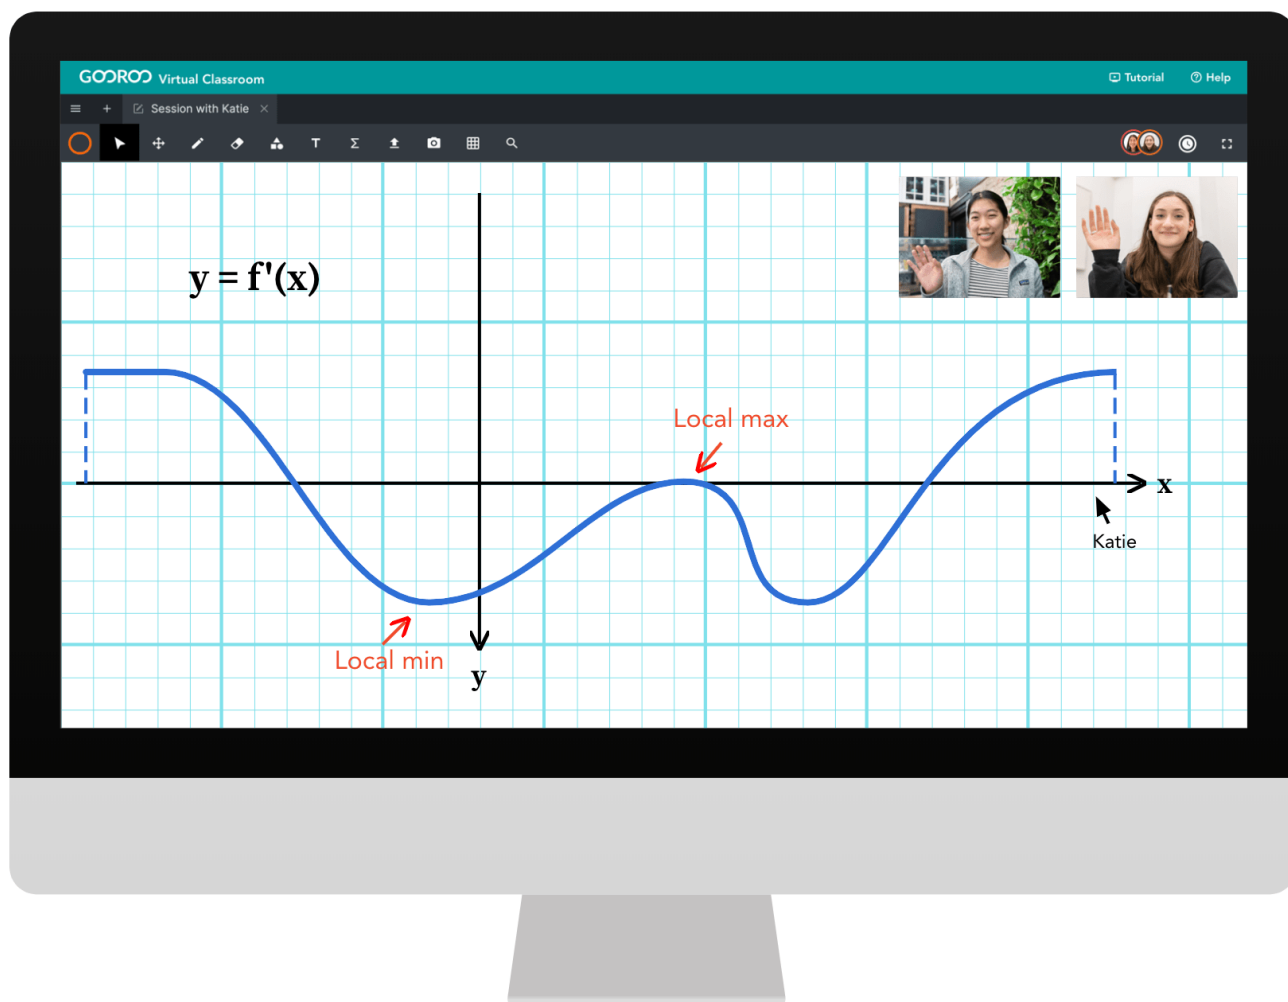 GOOROO Virtual Classroom
Tutorial
Help
Session with Katie
y = f'(x)
Local max
x
Katie
Local min
y